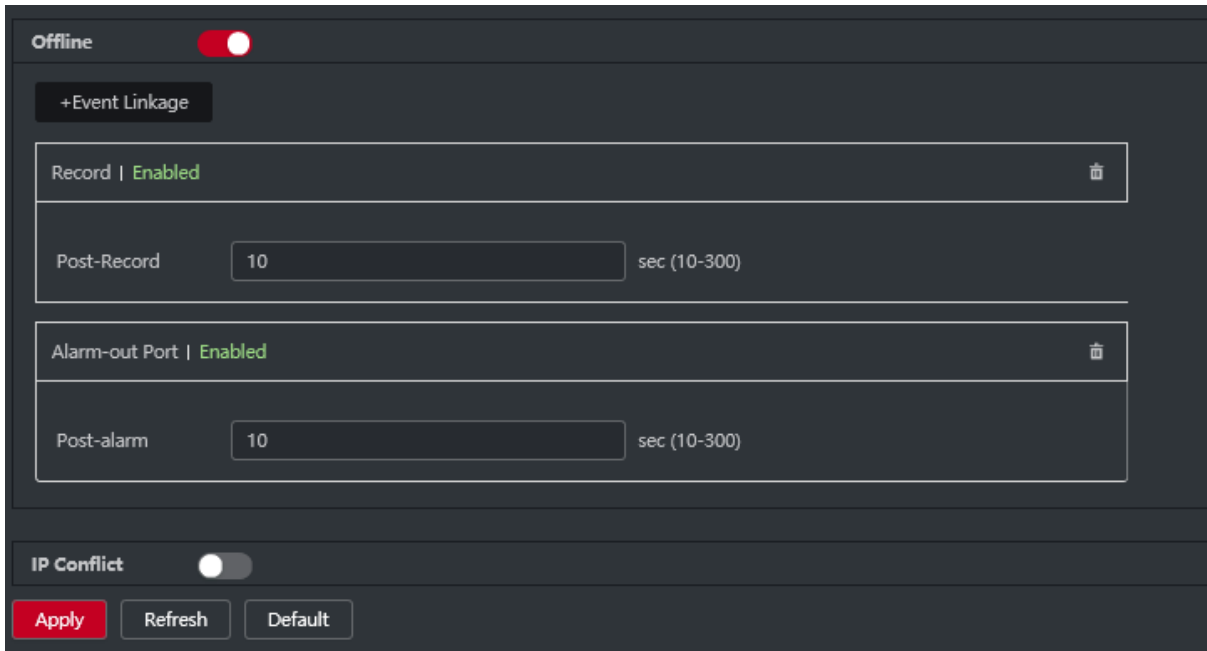 Offline
+Event Linkage
Record | Enabled
Post-Record 10 sec (10-300)
Alarm-out Port | Enabled
Post-alarm 10 sec (10-300)
IP Conflict
Apply Refresh Default